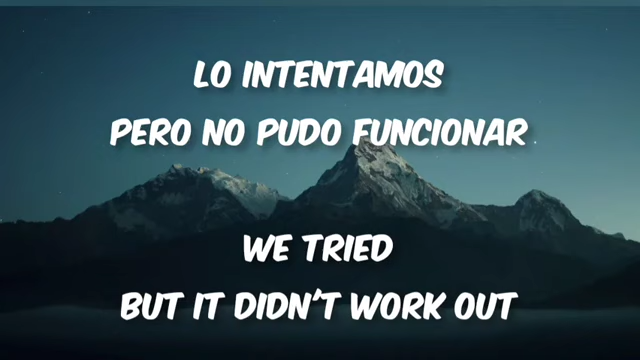 LO INTENTAMOS
PERO NO PUDO FUNCIONAR
WE TRIED
BUT IT DIDN'T WORK OUT